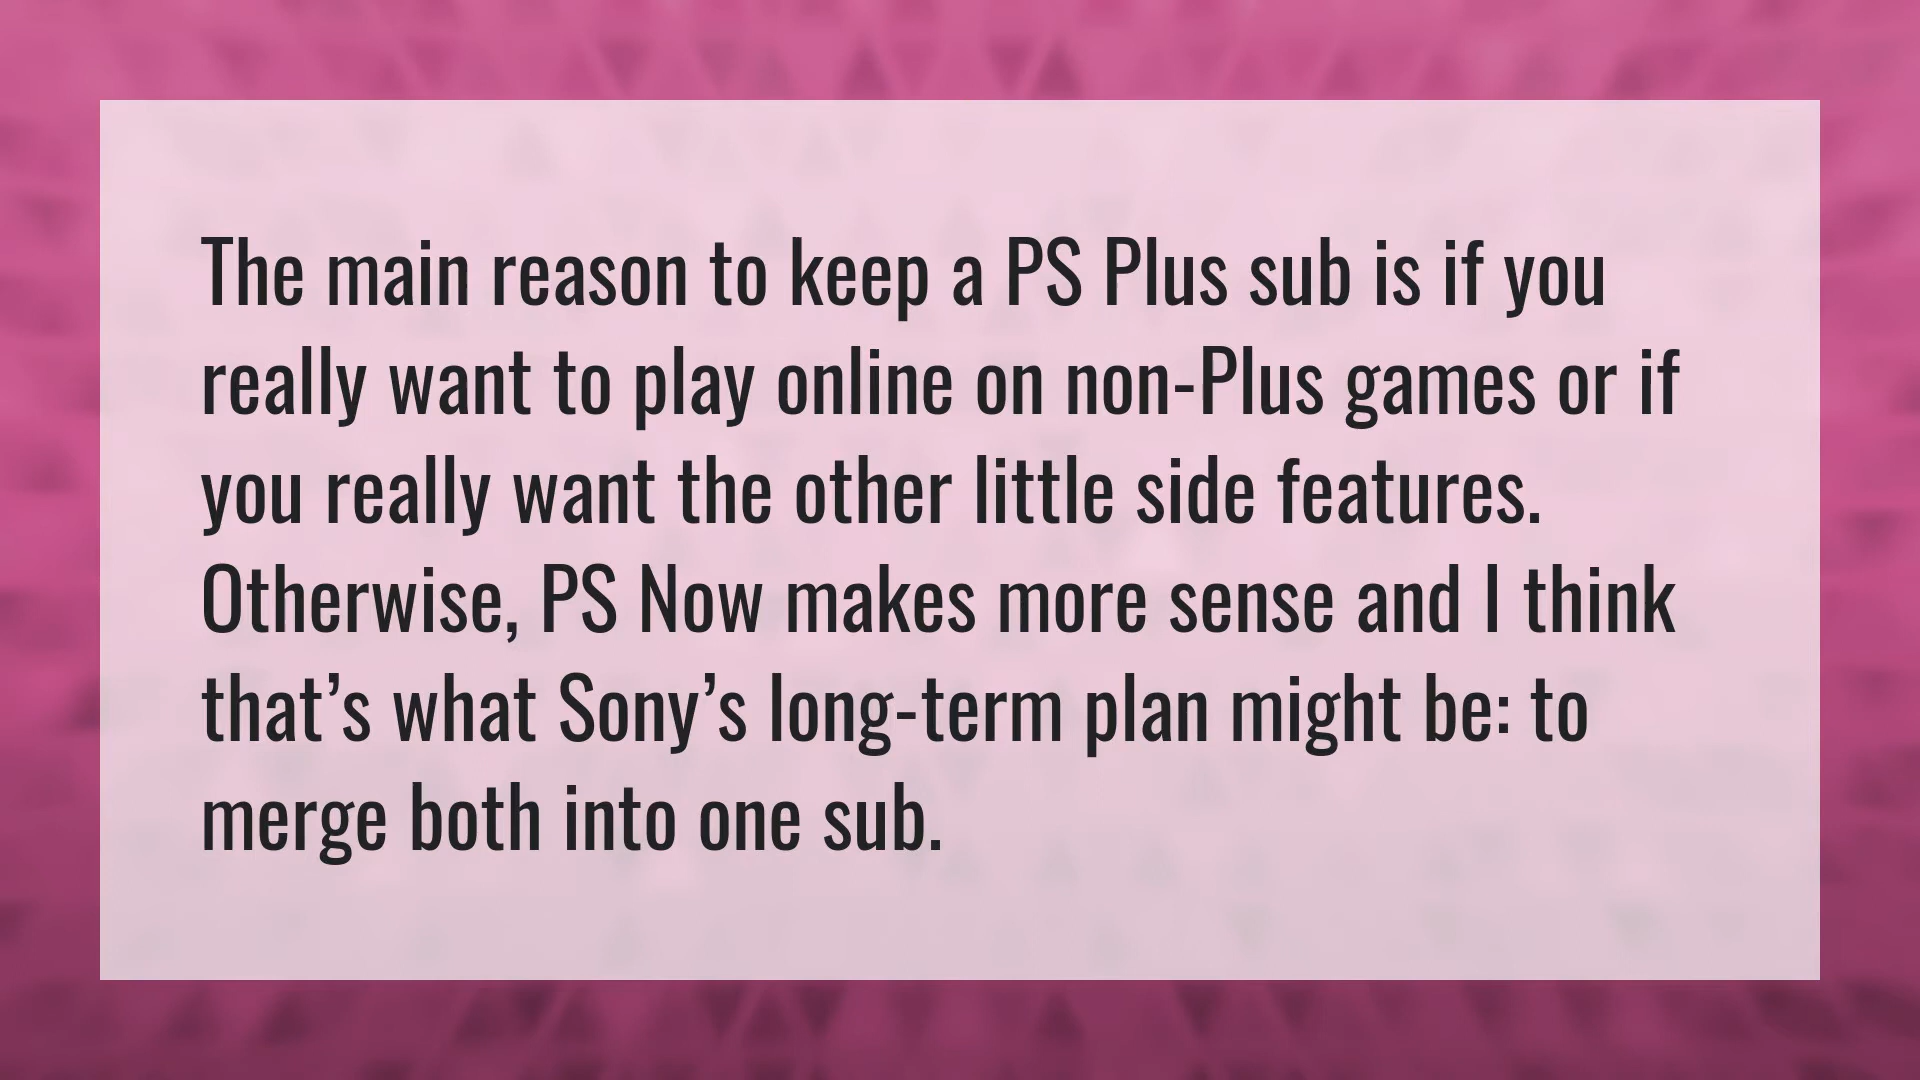 The main reason to keep a PS Plus sub is if you
really want to play online on non-Plus games or if
you really want the other little side features.
Otherwise, PS Now makes more sense and I think
that’s what Sony’s long-term plan might be: to
merge both into one sub.